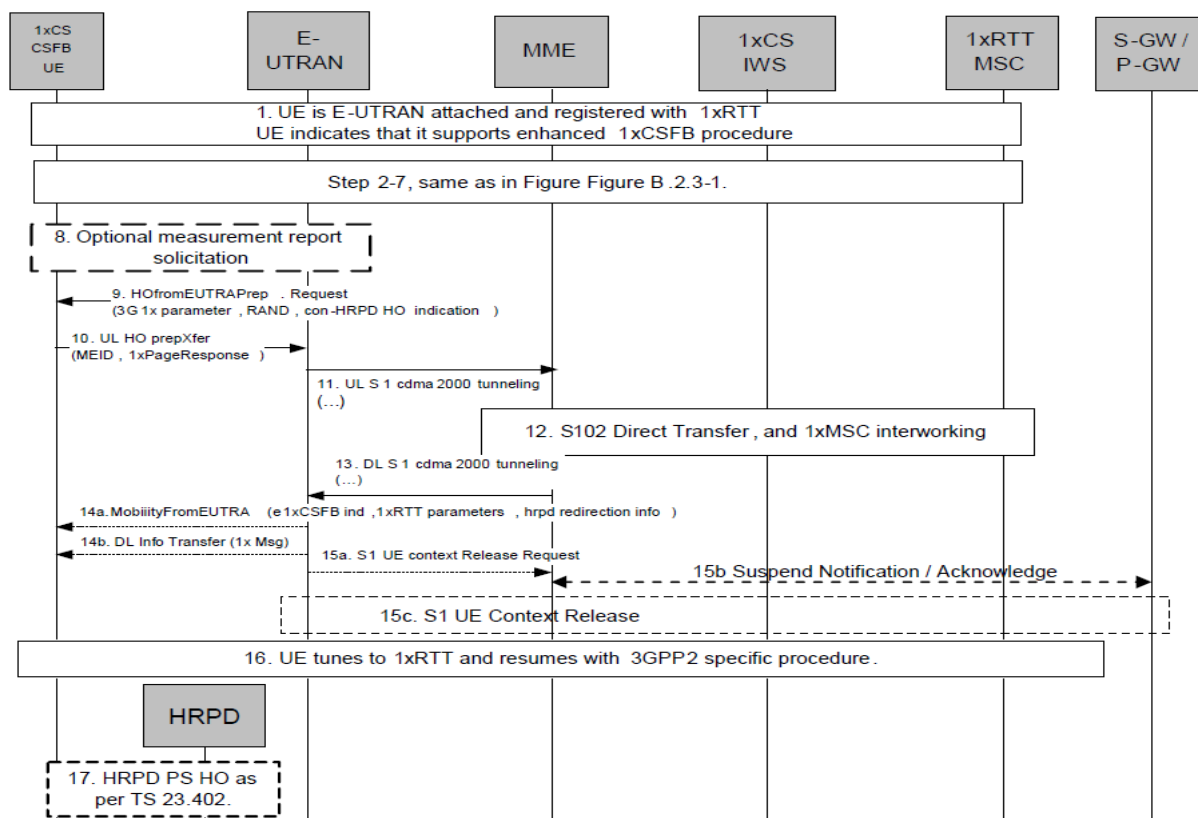 1xCS
CSFB
UE
E-
UTRAN
MME
1xCS
IWS
1xRTT
MSC
S-GW /
P-GW
1. UE is E-UTRAN attached and registered with 1xRTT
UE indicates that it supports enhanced 1xCSFB procedure
Step 2-7, same as in Figure Figure B .2.3-1.
8. Optional measurement report
solicitation
9. HOfromEUTRAPrep . Request
(3G 1x parameter , RAND , con-HRPD HO indication )
10. UL HO prepXfer
(MEID , 1xPageResponse )
11. UL S 1 cdma 2000 tunneling
(...)
12. S102 Direct Transfer , and 1xMSC interworking
13. DL S 1 cdma 2000 tunneling
(...)
14a. MobilityFromEUTRA (e1xCSFB ind ,1xRTT parameters , hrpd redirection info )
14b. DL Info Transfer (1x Msg)
15a. S1 UE context Release Request
15b Suspend Notification / Acknowledge
15c. S1 UE Context Release
16. UE tunes to 1xRTT and resumes with 3GPP2 specific procedure .
HRPD
17. HRPD PS HO as
per TS 23.402.